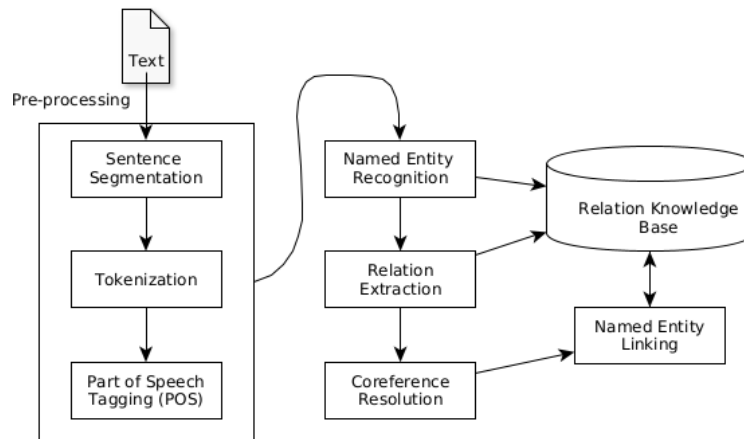 Text
Pre-processing
Sentence
Segmentation
Tokenization
Part of Speech
Tagging (POS)
Named Entity
Recognition
Relation
Extraction
Coreference
Resolution
Relation Knowledge
Base
Named Entity
Linking